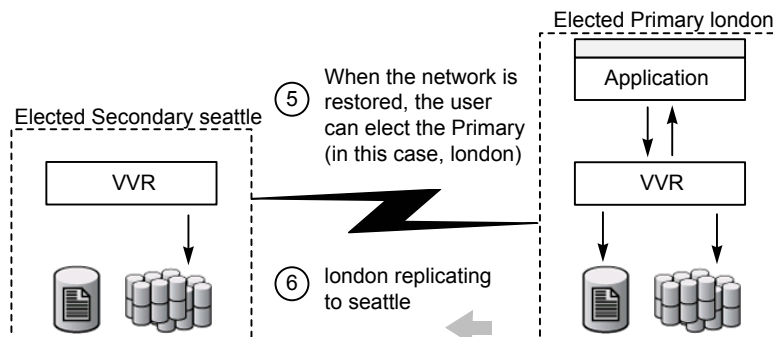 Elected Primary london
Application
5
When the network is
restored, the user
can elect the Primary
(in this case, london)
Elected Secondary seattle
VVR
VVR
6
london replicating
to seattle